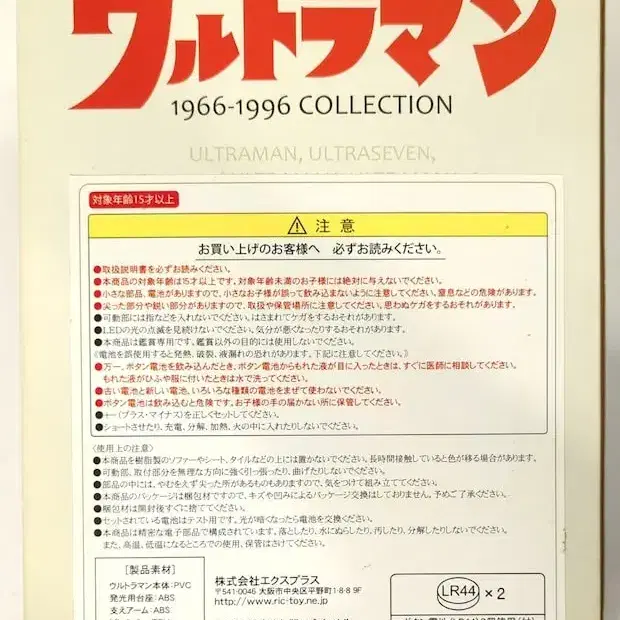 ウルトラマン
1966-1996 COLLECTION
ULTRAMAN, ULTRASEVEN,
対象年齢15才以上
注意
お買い上げのお客様へ 必ずお読みください。
●取扱説明書を必ずお読みください。
●本商品の対象年齢は15才以上です。対象年齢未満のお子様には絶対に与えないでください。
●小さな部品、電池がありますので、小さなお子様が誤って飲み込まないように注意してください。窒息などの危険があります。
●尖った部分や鋭い部分がありますので、取扱や保管場所に注意してください。思わぬケガをするおそれがあります。
●可動部には指などを入れないでください。はさまれてケガをするおそれがあります。
●LEDの光の点滅を見続けないでください。気分が悪くなったりするおそれがあります。
●本商品は鑑賞専用です。鑑賞以外の目的には使用しないでください。
《電池を誤使用すると発熱、破裂、液漏れの恐れがあります。下記に注意してください。》
●万一、ボタン電池を飲み込んだとき、ボタン電池からもれた液が目に入ったときは、すぐに医師に相談してください。
もれた液がひふや服に付いたときは水で洗ってください。
●古い電池と新しい電池、いろいろな種類の電池をまぜて使わないでください。
●ボタン電池は飲み込むと危険です。お子様の手の届かない所に保管してください。
●+−(プラス・マイナス)を正しくセットしてください。
●ショートさせたり、充電、分解、加熱、火の中に入れたりしないでください。
〈使用上の注意〉
●本商品を樹脂製のソファーやシート、タイルなどの上には置かないでください。長時間接触していると色が移る場合があります。
●可動部、取付部分を無理な方向に強く引っ張ったり、曲げたりしないでください。
●部品の中には、やむをえず尖った所があるものもありますので、気をつけて組み立ててください。
●本商品のパッケージは梱包材ですので、キズや凹みによるパッケージ交換はしておりません。予めご了承ください。
●梱包材は開封後すぐに捨ててください。
●セットされている電池はテスト用です。光が暗くなったら電池を交換ください。
●本商品は精密な電子部品で構成されています。落としたり、水にぬらしたり、汚したり、分解したりしないでください。
また、高温、低温になるところでの使用、保管はさけてください。
[製品素材]
ウルトラマン本体:PVC
発光用台座:ABS
支えアーム:ABS
株式会社エクスプラス
〒541-0046 大阪市中央区平野町1-8-8 9F
http://www.ric-toy.ne.jp
LR44 ×2